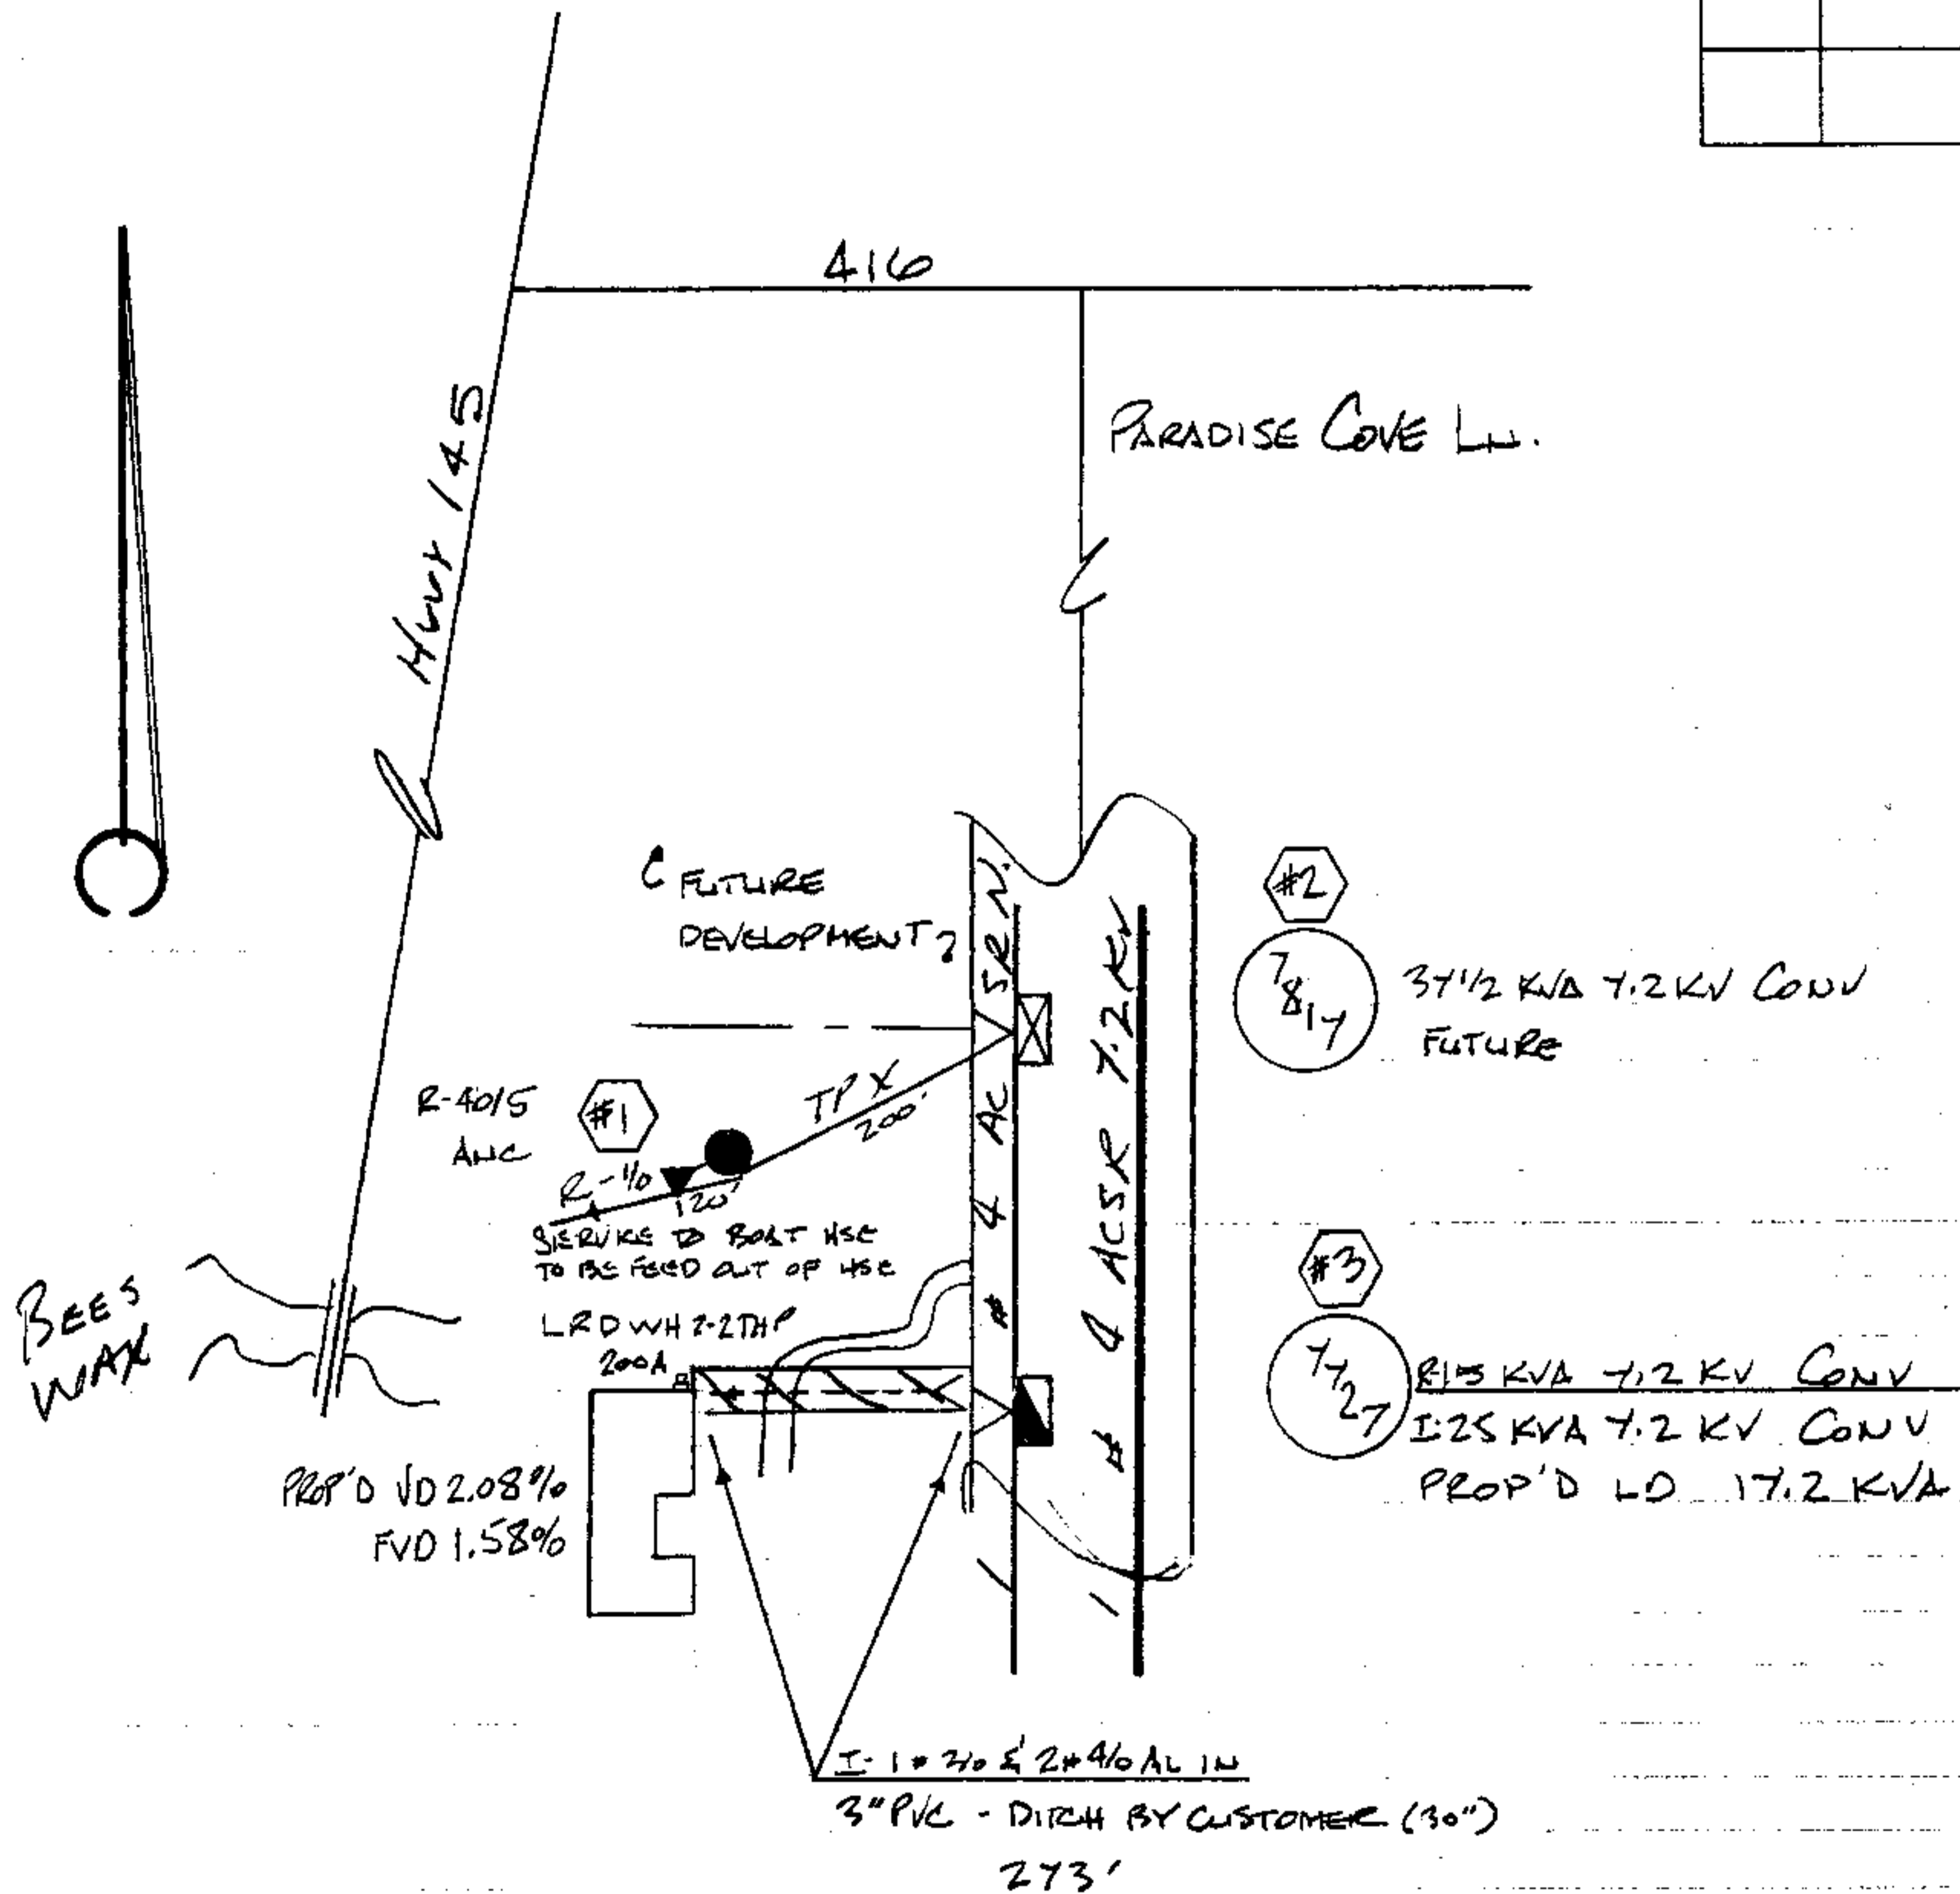 416
HWY 145
PARADISE COVE LN.
FUTURE
DEVELOPMENT?
#4 ACSR N.
#4 ACSR 7.2 KV
#2
7 8 17
37 1/2 KVA 7.2 KV CONV
FUTURE
R-40/5
ANC
#1
TPX
200'
R-1/0
120'
SERVICE TO BOAT HSE
TO BE FEED OUT OF HSE
LRD WH 2-2THP
200A
BEES
WAX
#3
7 7 27
R-15 KVA 7.2 KV CONV
I-25 KVA 7.2 KV CONV
PROP'D LD 17.2 KVA
PROP'D VD 2.08%
FVD 1.58%
I-1#2/0 & 2#4/0 AL IN
3" PVC - DITCH BY CUSTOMER (30")
273'